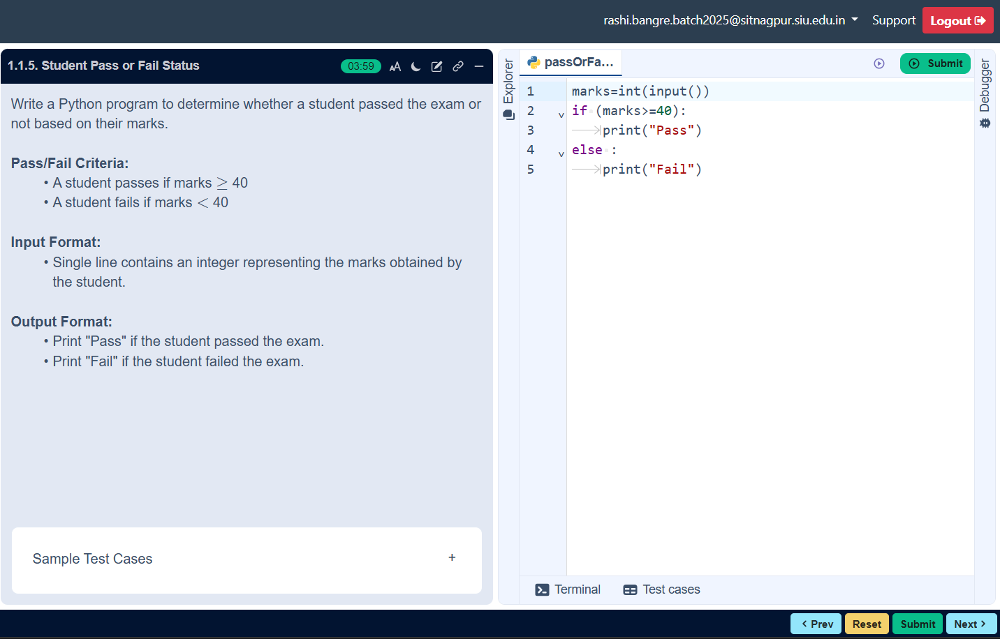 rashi.bangre.batch2025@sitnagpur.siu.edu.in Support Logout
1.1.5. Student Pass or Fail Status 03:59 AA
Write a Python program to determine whether a student passed the exam or
not based on their marks.
Pass/Fail Criteria:
• A student passes if marks ≥ 40
• A student fails if marks < 40
Input Format:
• Single line contains an integer representing the marks obtained by
the student.
Output Format:
• Print "Pass" if the student passed the exam.
• Print "Fail" if the student failed the exam.
Sample Test Cases +
Explorer
passOrFa... Submit
1 marks=int(input())
2 if (marks>=40):
3 print("Pass")
4 else :
5 print("Fail")
Debugger
Terminal Test cases
< Prev Reset Submit Next >